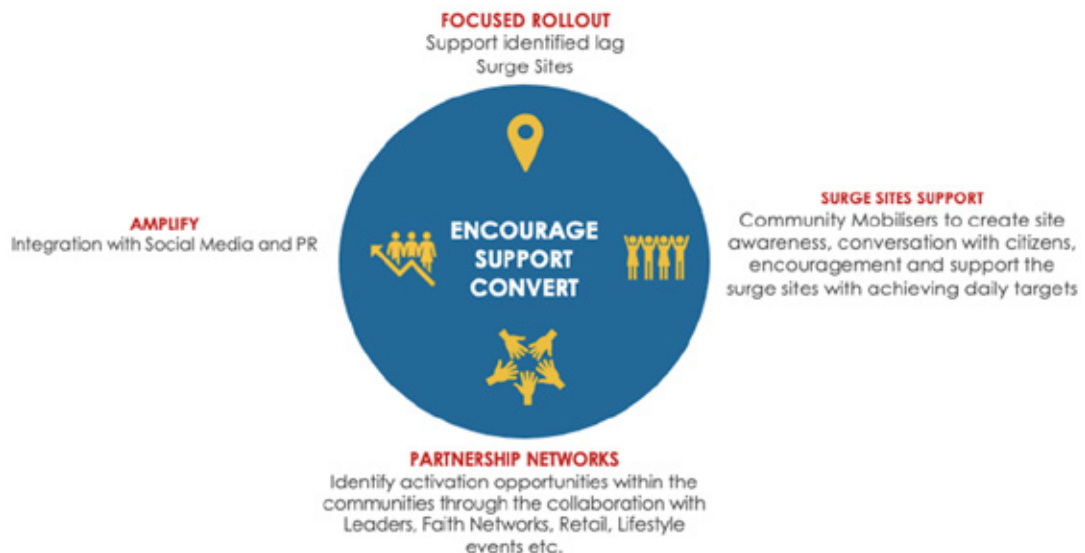 FOCUSED ROLLOUT
Support identified lag
Surge Sites
AMPLIFY
Integration with Social Media and PR
ENCOURAGE
SUPPORT
CONVERT
SURGE SITES SUPPORT
Community Mobilisers to create site
awareness, conversation with citizens,
encouragement and support the
surge sites with achieving daily targets
PARTNERSHIP NETWORKS
Identify activation opportunities within the
communities through the collaboration with
Leaders, Faith Networks, Retail, Lifestyle
events etc.